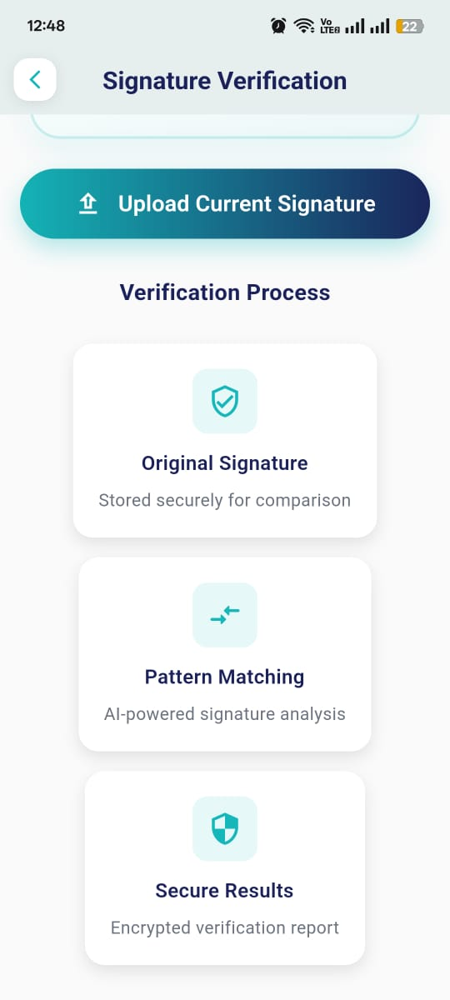 12:48
Vo
LTE2
22
Signature Verification
Upload Current Signature
Verification Process
Original Signature
Stored securely for comparison
Pattern Matching
AI-powered signature analysis
Secure Results
Encrypted verification report